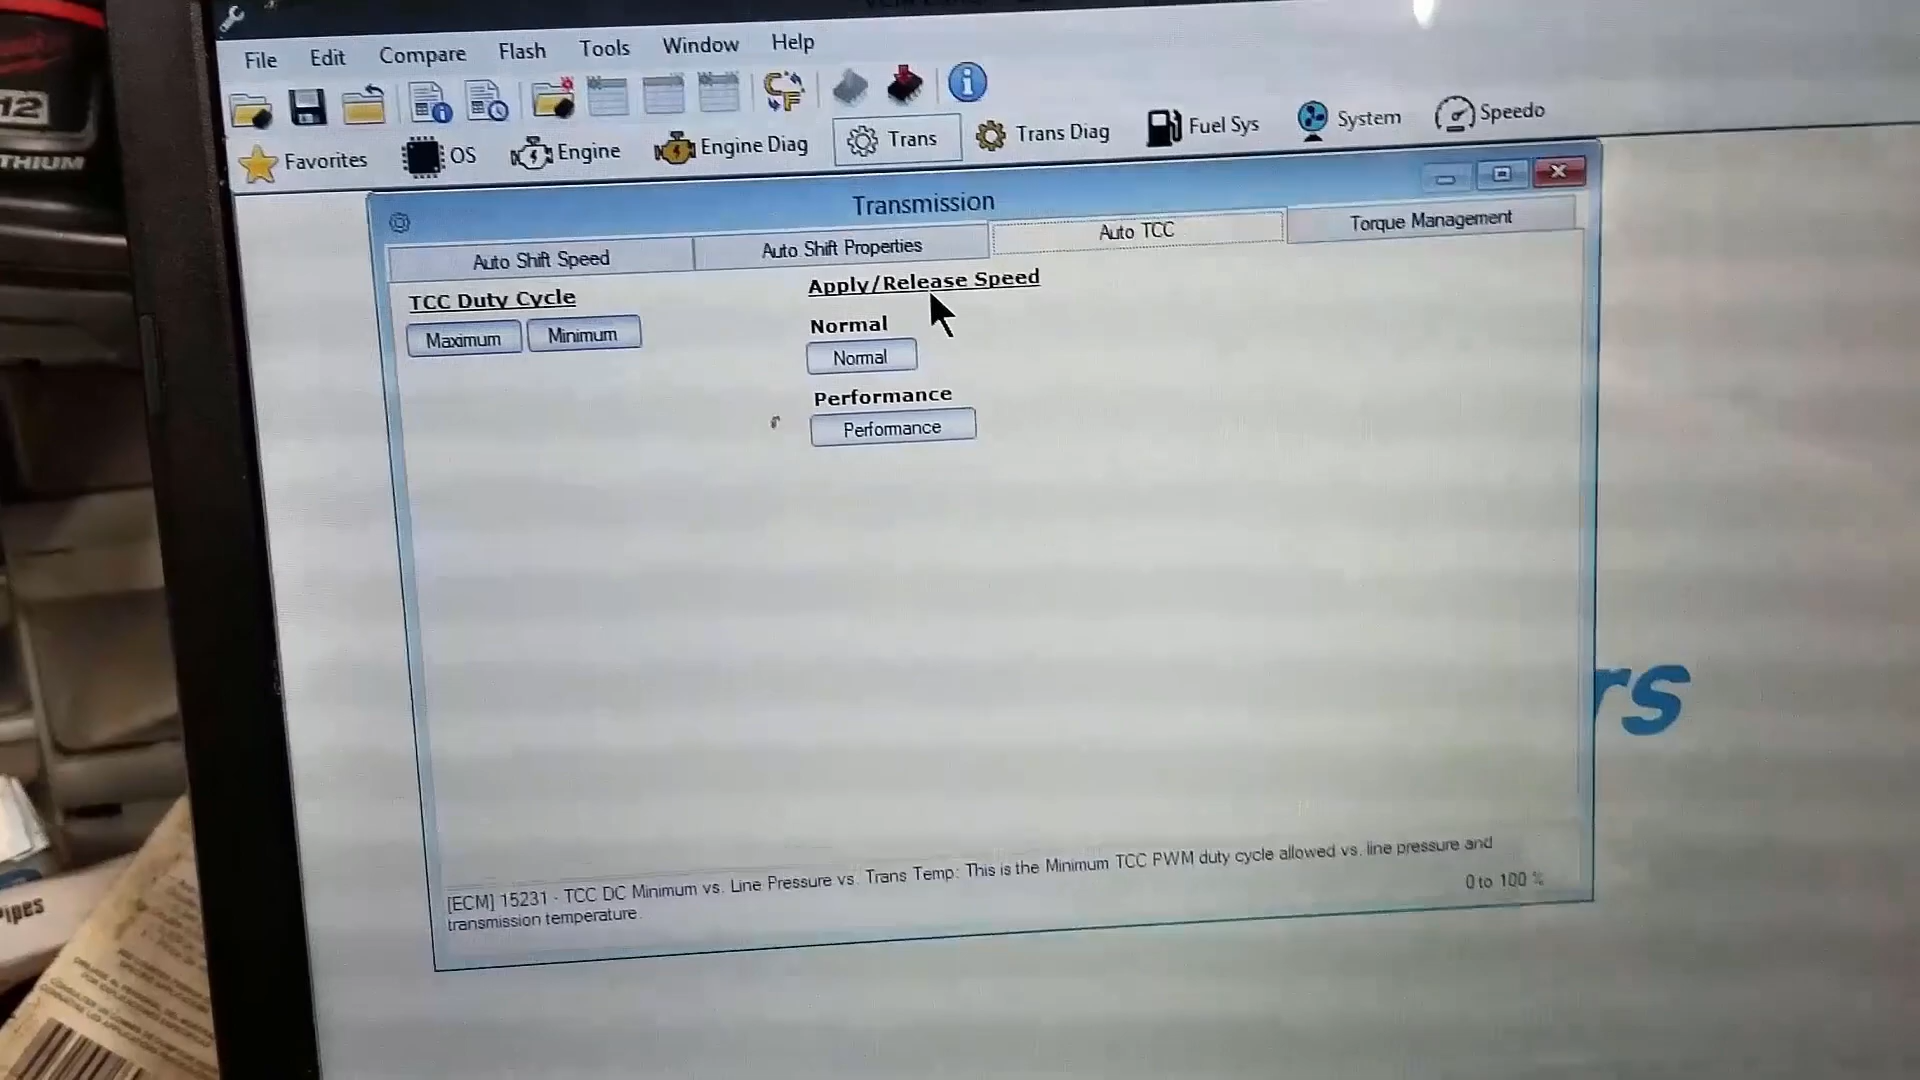 File Edit Compare Flash Tools Window Help
Favorites OS Engine Engine Diag Trans Trans Diag Fuel Sys System Speedo
Transmission
Auto Shift Speed Auto Shift Properties Auto TCC Torque Management
TCC Duty Cycle
Maximum Minimum
Apply/Release Speed
Normal
Normal
Performance
Performance
[ECM] 15231 - TCC DC Minimum vs. Line Pressure vs. Trans Temp: This is the Minimum TCC PWM duty cycle allowed vs. line pressure and
transmission temperature.
0 to 100 %
rs
12
THIUM
Pipes